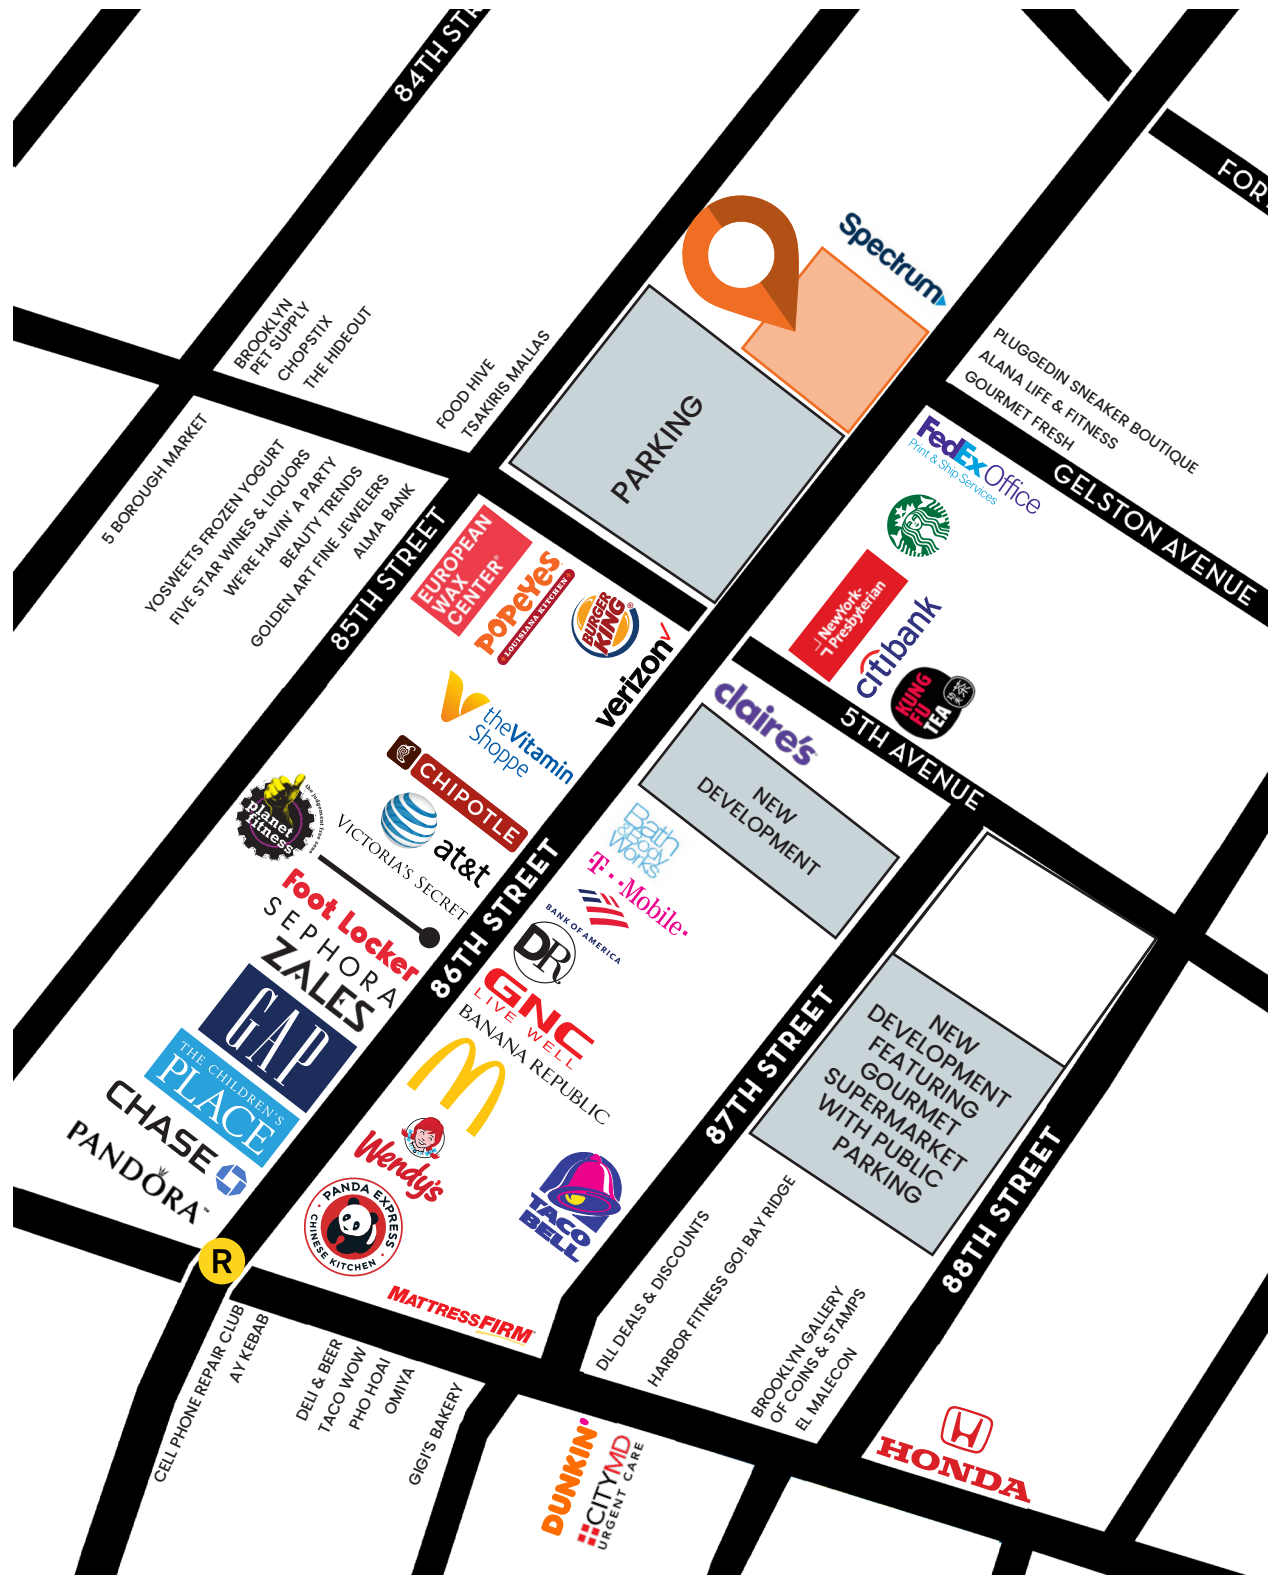 84TH STR
FOR
Spectrum
BROOKLYN
PET SUPPLY
CHOPSTIX
THE HIDEOUT
FOOD HIVE
TSAKIRIS MALLAS
PARKING
PLUGGEDIN SNEAKER BOUTIQUE
ALANA LIFE & FITNESS
GOURMET FRESH
GELSTON AVENUE
FedEx Office
Print & Ship Services
5 BOROUGH MARKET
YOSWEETS FROZEN YOGURT
FIVE STAR WINES & LIQUORS
WE'RE HAVIN' A PARTY
BEAUTY TRENDS
GOLDEN ART FINE JEWELERS
ALMA BANK
85TH STREET
EUROPEAN
WAX
CENTER®
POPEYES
LOUISIANA KITCHEN
BURGER
KING®
verizon
NewYork-
Presbyterian
citibank
KUNG
FU
TEA
5TH AVENUE
claire's
NEW
DEVELOPMENT
theVitamin
Shoppe
CHIPOTLE
at&t
VICTORIA'S SECRET
planet
fitness
the judgement free zone
Foot Locker
SEPHORA
ZALES
GAP
THE CHILDREN'S
PLACE
CHASE
PANDORA™
86TH STREET
Bath
& Body
Works
T··Mobile·
BANK OF AMERICA
DR
GNC
LIVE WELL
BANANA REPUBLIC
Wendy's
PANDA EXPRESS
CHINESE KITCHEN
MATTRESSFIRM
TACO
BELL
87TH STREET
NEW
DEVELOPMENT
FEATURING
GOURMET
SUPERMARKET
WITH PUBLIC
PARKING
88TH STREET
R
CELL PHONE REPAIR CLUB
AY KEBAB
DELI & BEER
TACO WOW
PHO HOAI
OMIYA
GIGI'S BAKERY
DLL DEALS & DISCOUNTS
HARBOR FITNESS GO! BAY RIDGE
BROOKLYN GALLERY
OF COINS & STAMPS
EL MALECON
DUNKIN'
CITYMD
URGENT CARE
HONDA